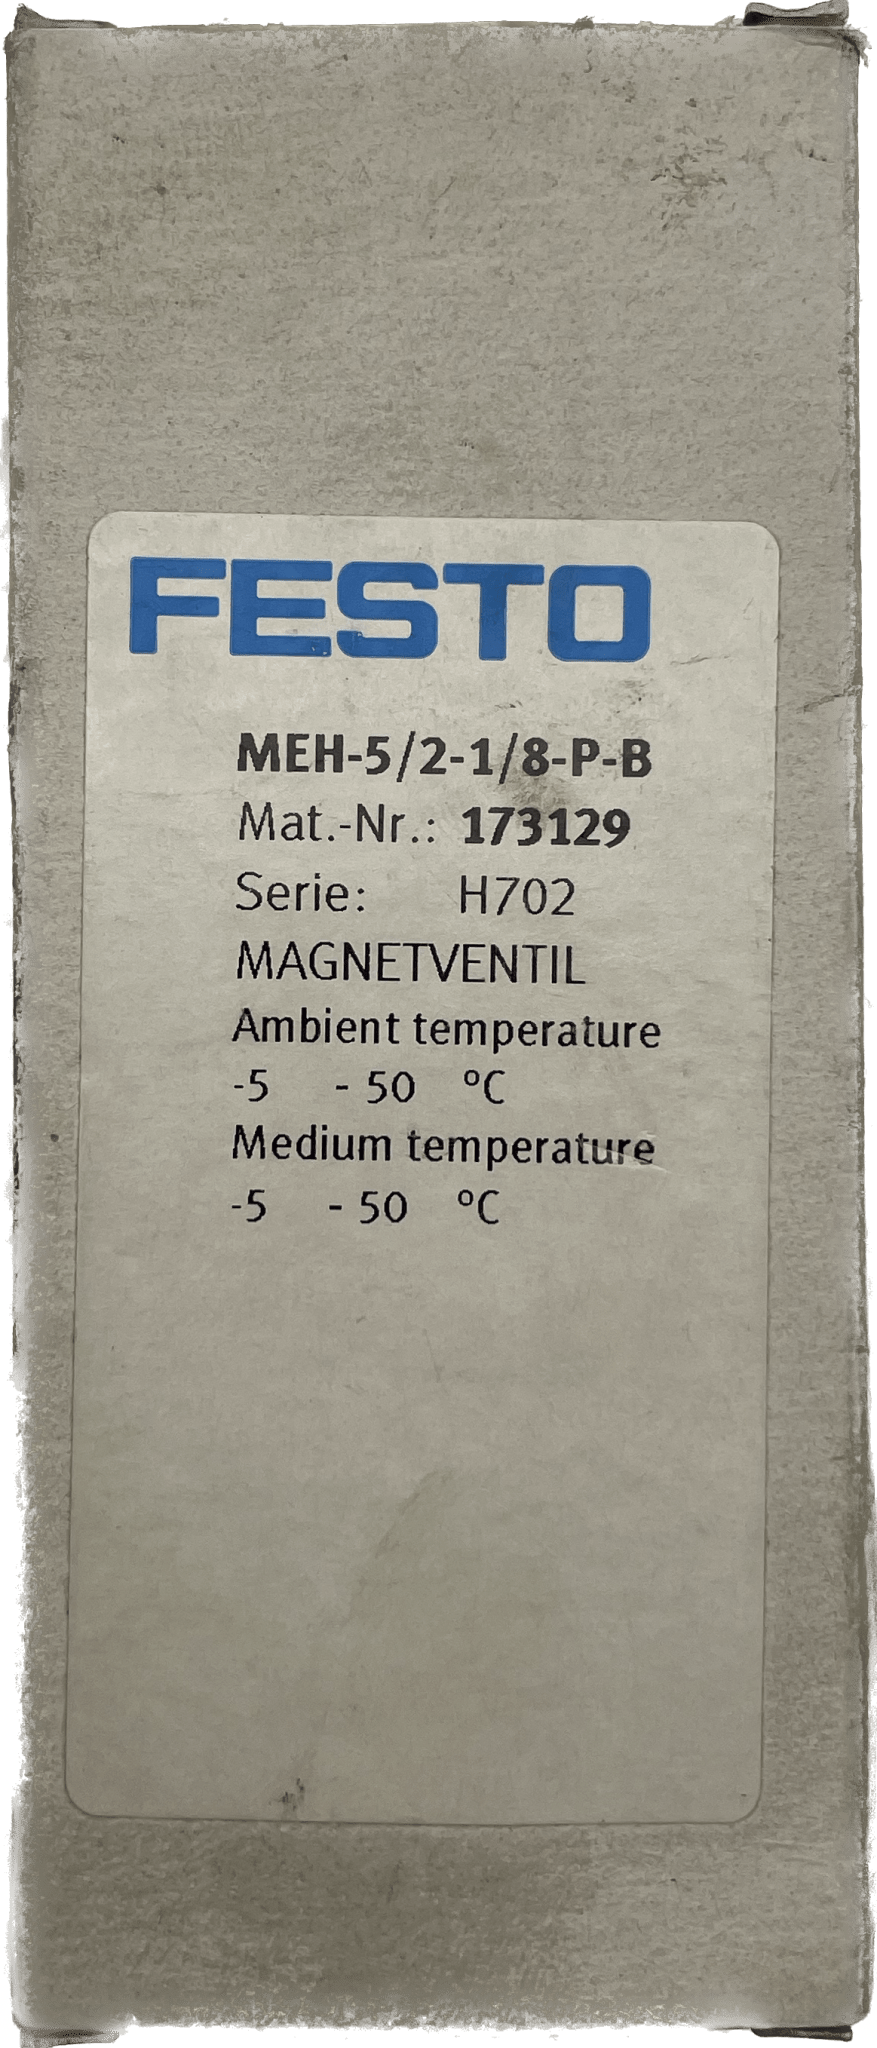 FESTO
MEH-5/2-1/8-P-B
Mat.-Nr.: 173129
Serie: H702
MAGNETVENTIL
Ambient temperature
-5 - 50 °C
Medium temperature
-5 - 50 °C